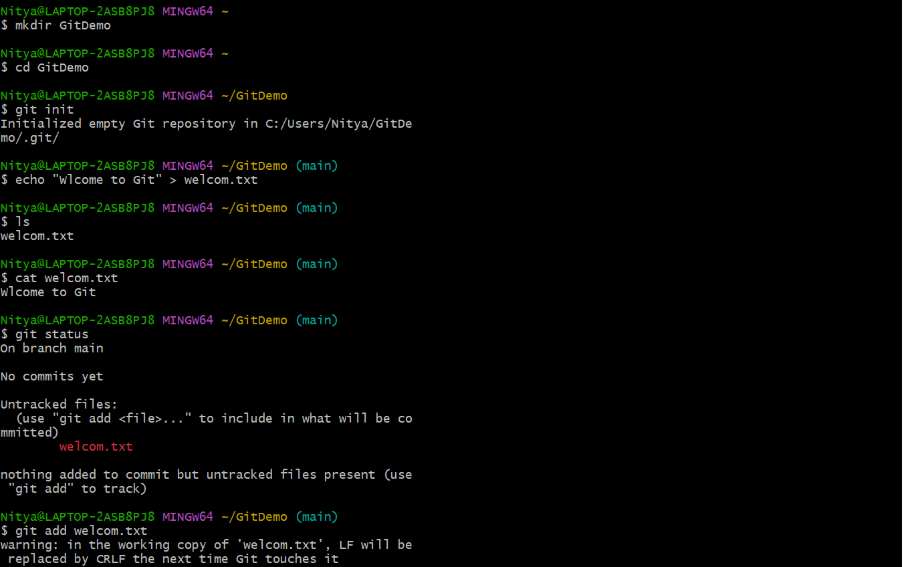 Nitya@LAPTOP-2ASB8PJ8 MINGW64 ~
$ mkdir GitDemo
Nitya@LAPTOP-2ASB8PJ8 MINGW64 ~
$ cd GitDemo
Nitya@LAPTOP-2ASB8PJ8 MINGW64 ~/GitDemo
$ git init
Initialized empty Git repository in C:/Users/Nitya/GitDe
mo/.git/
Nitya@LAPTOP-2ASB8PJ8 MINGW64 ~/GitDemo (main)
$ echo "Wlcome to Git" > welcom.txt
Nitya@LAPTOP-2ASB8PJ8 MINGW64 ~/GitDemo (main)
$ ls
welcom.txt
Nitya@LAPTOP-2ASB8PJ8 MINGW64 ~/GitDemo (main)
$ cat welcom.txt
Wlcome to Git
Nitya@LAPTOP-2ASB8PJ8 MINGW64 ~/GitDemo (main)
$ git status
On branch main
No commits yet
Untracked files:
  (use "git add <file>..." to include in what will be co
mmitted)
        welcom.txt
nothing added to commit but untracked files present (use
 "git add" to track)
Nitya@LAPTOP-2ASB8PJ8 MINGW64 ~/GitDemo (main)
$ git add welcom.txt
warning: in the working copy of 'welcom.txt', LF will be
 replaced by CRLF the next time Git touches it